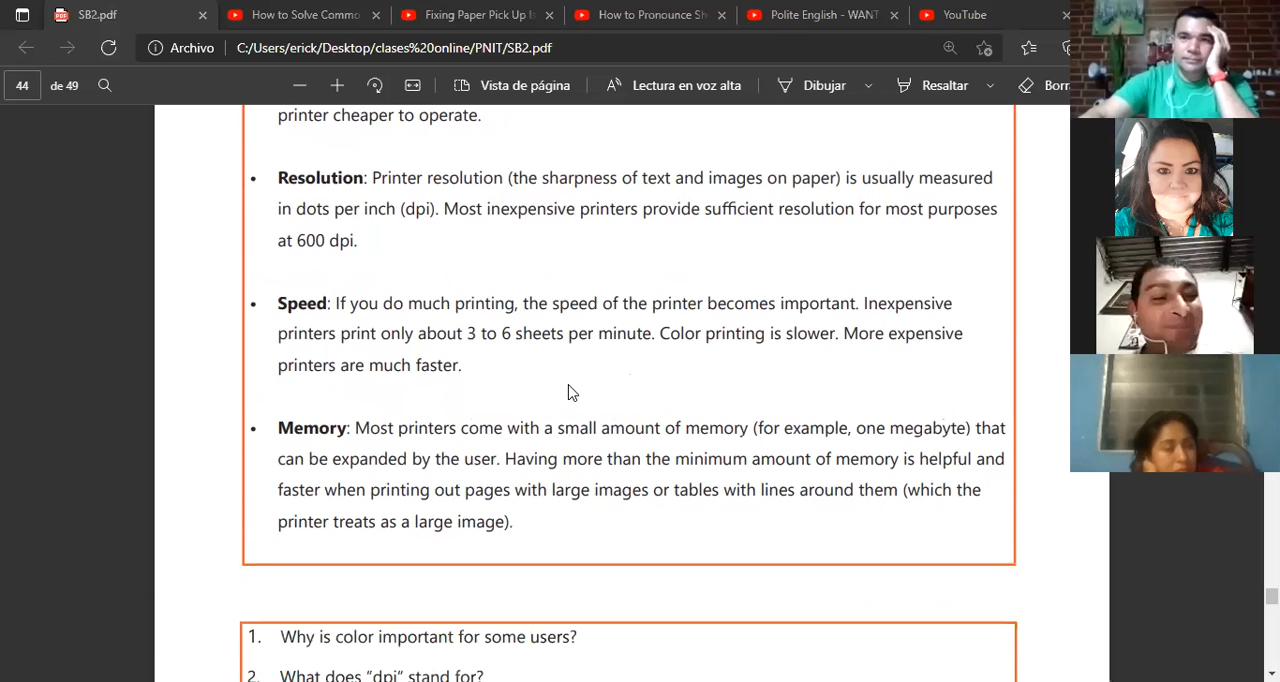 SB2.pdf
How to Solve Commo
Fixing Paper Pick Up Is
How to Pronounce Sh
Polite English - WANT
YouTube
Archivo
C:/Users/erick/Desktop/clases%20online/PNIT/SB2.pdf
44 de 49
Vista de página
Lectura en voz alta
Dibujar
Resaltar
Borr
printer cheaper to operate.
• Resolution: Printer resolution (the sharpness of text and images on paper) is usually measured
in dots per inch (dpi). Most inexpensive printers provide sufficient resolution for most purposes
at 600 dpi.
• Speed: If you do much printing, the speed of the printer becomes important. Inexpensive
printers print only about 3 to 6 sheets per minute. Color printing is slower. More expensive
printers are much faster.
• Memory: Most printers come with a small amount of memory (for example, one megabyte) that
can be expanded by the user. Having more than the minimum amount of memory is helpful and
faster when printing out pages with large images or tables with lines around them (which the
printer treats as a large image).
1. Why is color important for some users?
2. What does "dpi" stand for?